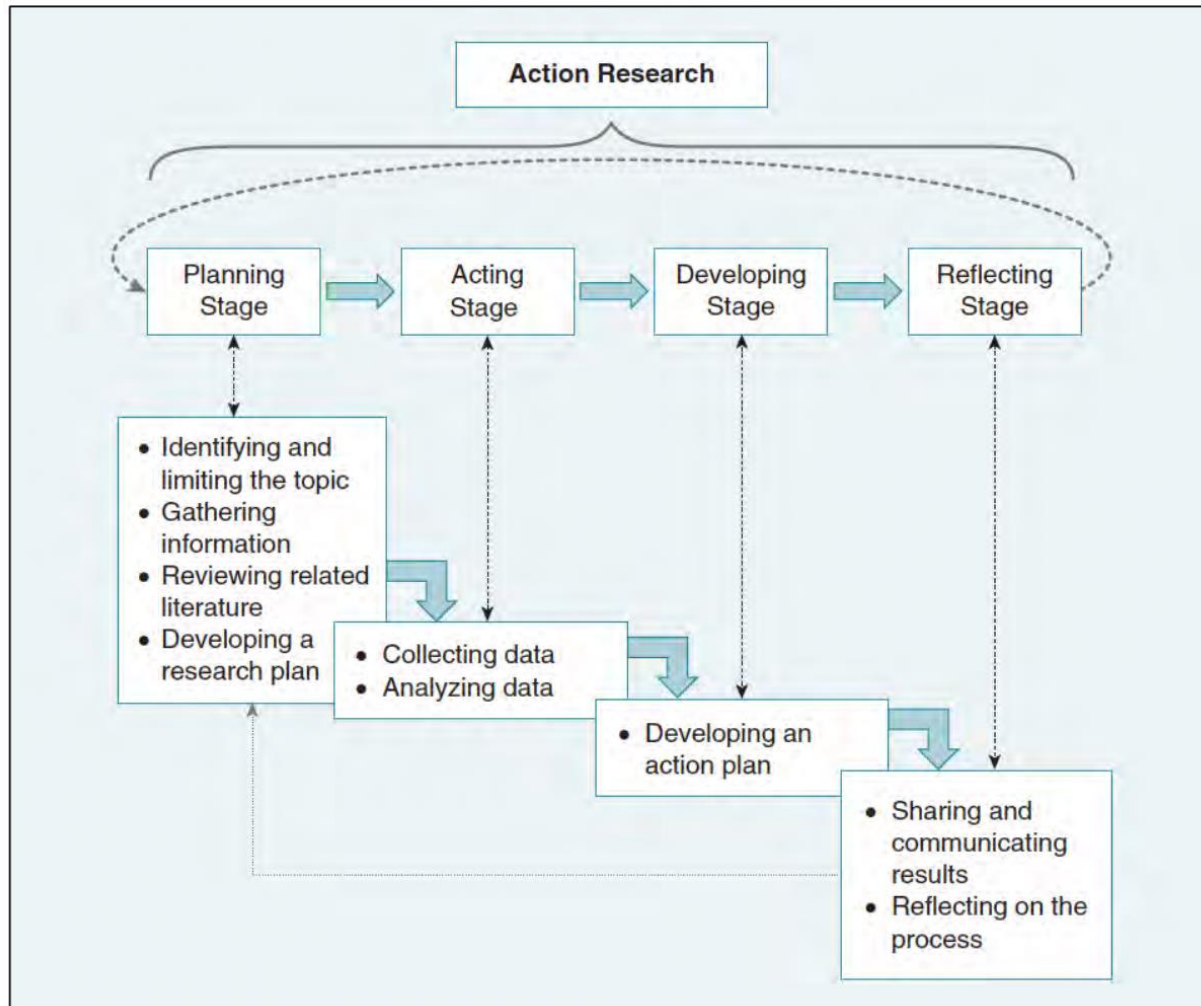 Action Research
Planning
Stage
Acting
Stage
Developing
Stage
Reflecting
Stage
• Identifying and
limiting the topic
• Gathering
information
• Reviewing related
literature
• Developing a
research plan
• Collecting data
• Analyzing data
• Developing an
action plan
• Sharing and
communicating
results
• Reflecting on the
process